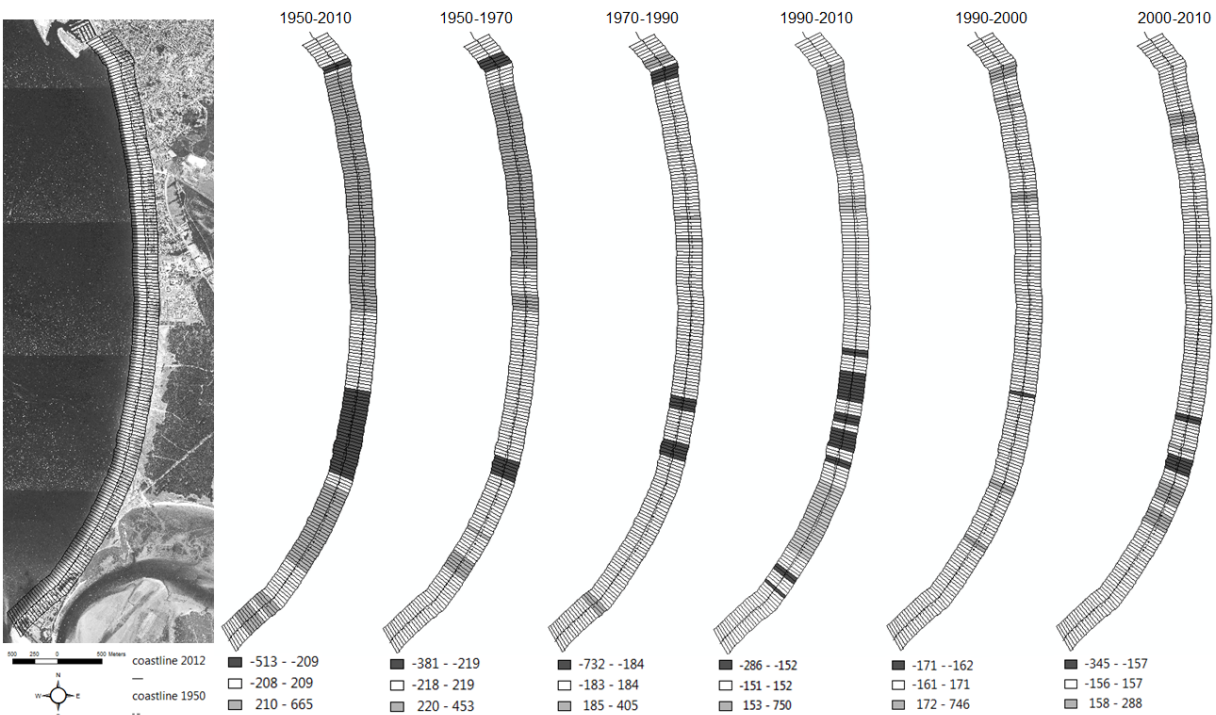 1950-2010 1950-1970 1970-1990 1990-2010 1990-2000 2000-2010
500 250 0 500 Meters
coastline 2012
—
coastline 1950
N
W E
-513 - -209
-208 - 209
210 - 665
-381 - -219
-218 - 219
220 - 453
-732 - -184
-183 - 184
185 - 405
-286 - -152
-151 - 152
153 - 750
-171 - -162
-161 - 171
172 - 746
-345 - -157
-156 - 157
158 - 288